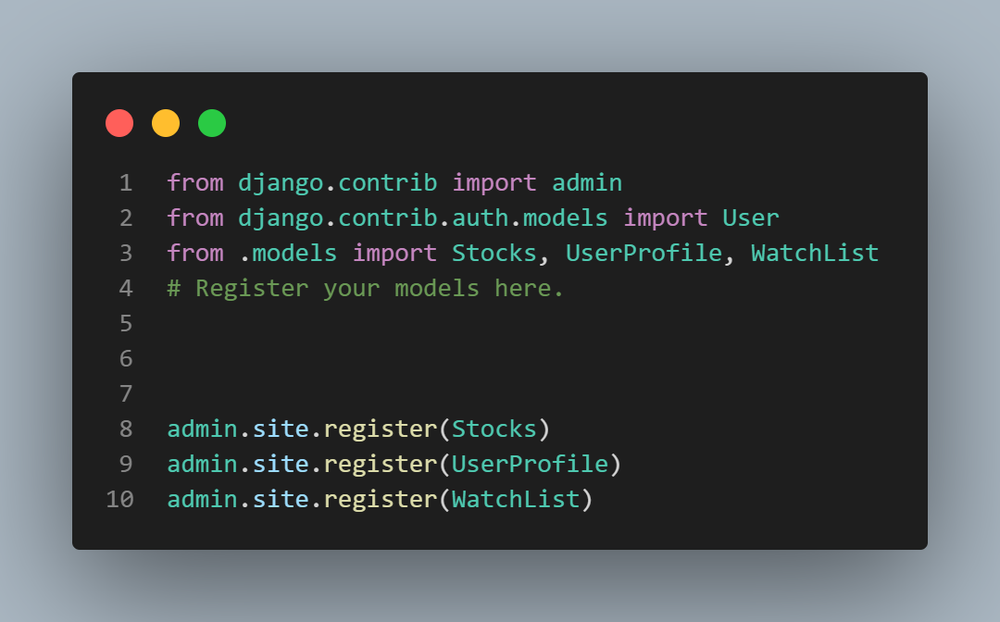 1 from django.contrib import admin
2 from django.contrib.auth.models import User
3 from .models import Stocks, UserProfile, WatchList
4 # Register your models here.
5
6
7
8 admin.site.register(Stocks)
9 admin.site.register(UserProfile)
10 admin.site.register(WatchList)